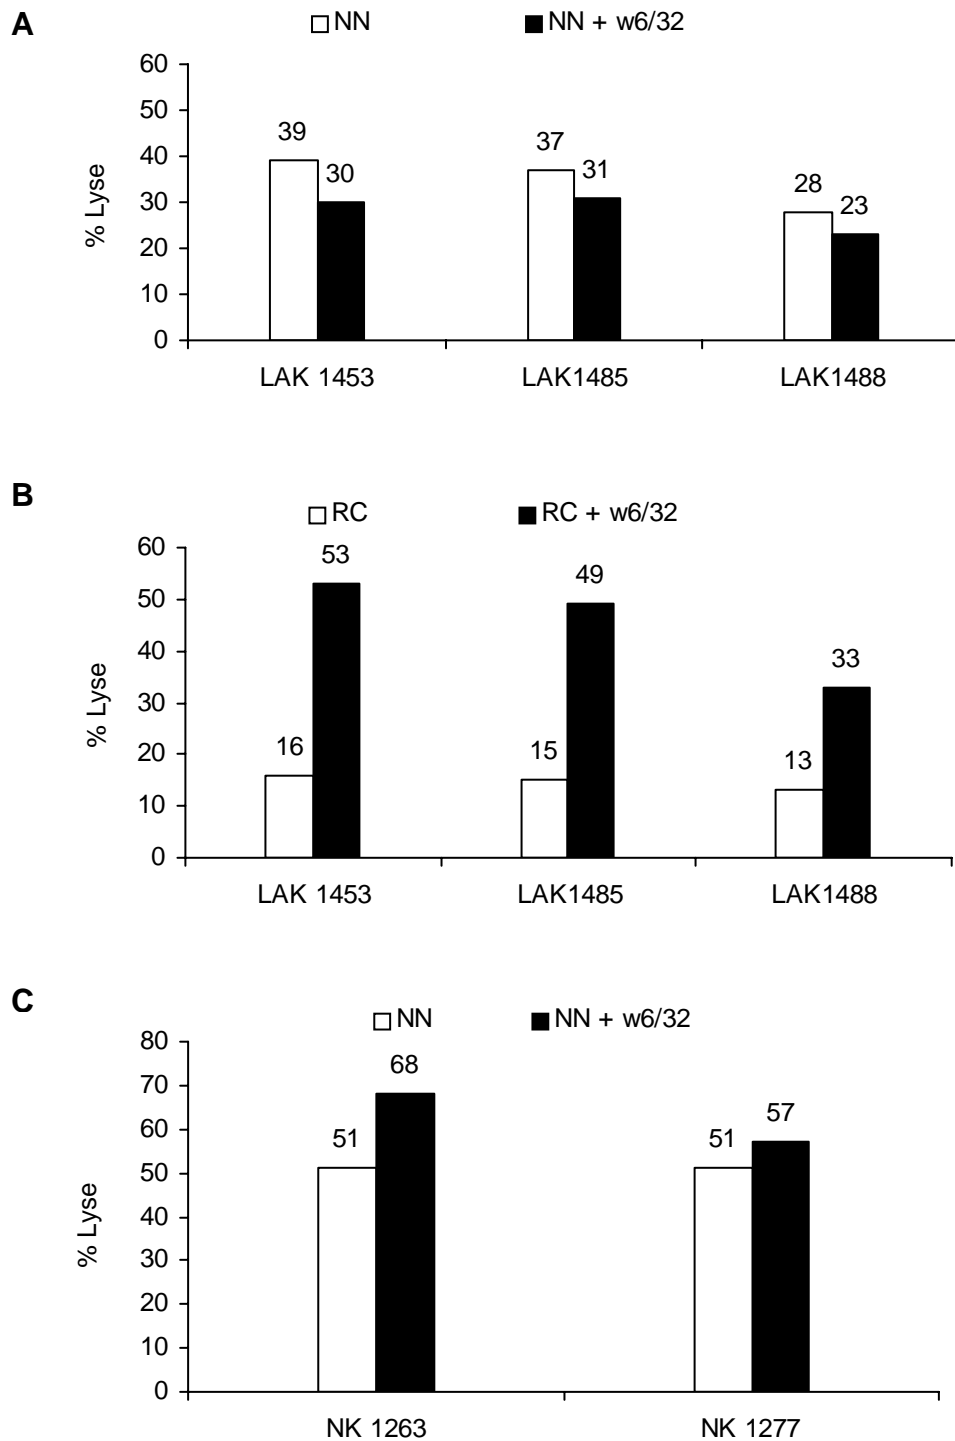 A
NN NN + w6/32
60
50
40
30
20
10
0
% Lyse
39 30 37 31 28 23
LAK 1453 LAK1485 LAK1488
B
RC RC + w6/32
60
50
40
30
20
10
0
% Lyse
16 53 15 49 13 33
LAK 1453 LAK1485 LAK1488
C
NN NN + w6/32
80
70
60
50
40
30
20
10
0
% Lyse
51 68 51 57
NK 1263 NK 1277